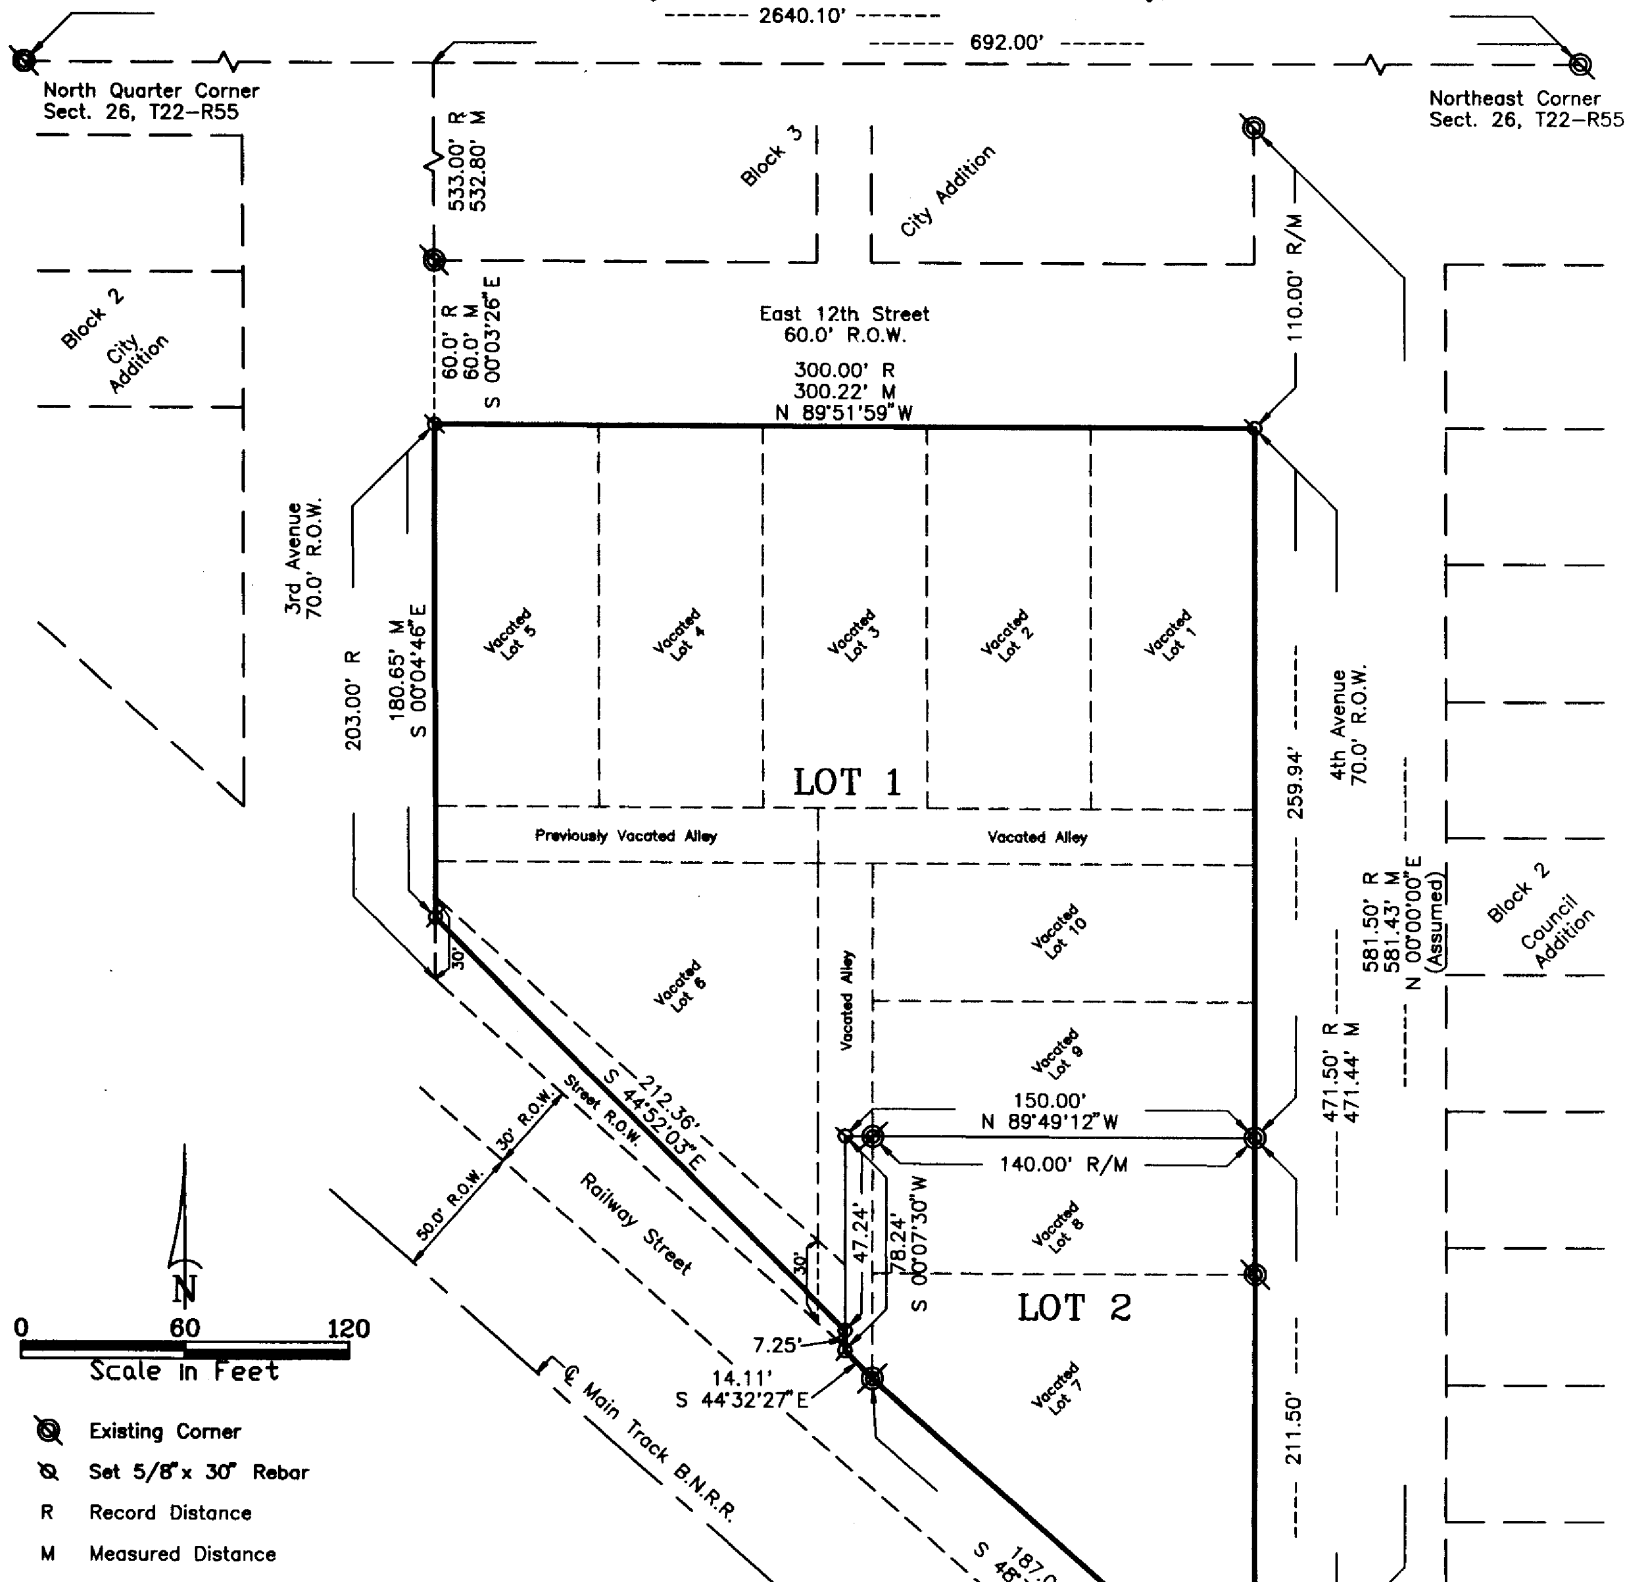 2640.10'
692.00'
North Quarter Corner
Sect. 26, T22-R55
Northeast Corner
Sect. 26, T22-R55
533.00' R
532.80' M
Block 3
City Addition
110.00' R/M
Block 2
City
Addition
60.0' R
60.0' M
S 00°03'26"E
East 12th Street
60.0' R.O.W.
300.00' R
300.22' M
N 89°51'59"W
3rd Avenue
70.0' R.O.W.
203.00' R
180.65' M
S 00°04'46"E
Vacated
Lot 5
Vacated
Lot 4
Vacated
Lot 3
Vacated
Lot 2
Vacated
Lot 1
LOT 1
259.94'
4th Avenue
70.0' R.O.W.
Previously Vacated Alley
Vacated Alley
581.50' R
581.43' M
N 00°00'00"E
(Assumed)
Block 2
Council
Addition
30'
Vacated
Lot 6
Vacated Alley
Vacated
Lot 10
Vacated
Lot 9
471.50' R
471.44' M
212.36'
S 44°52'03"E
Street R.O.W.
150.00'
N 89°49'12"W
140.00' R/M
30' R.O.W.
50.0' R.O.W.
Railway Street
30'
47.24'
78.24'
S 00°07'30"W
Vacated
Lot 8
LOT 2
N
0 60 120
Scale in Feet
7.25'
14.11'
S 44°32'27"E
Vacated
Lot 7
211.50'
℄ Main Track B.N.R.R.
Existing Corner
Set 5/8"x 30" Rebar
R Record Distance
M Measured Distance
187.0
S 48°